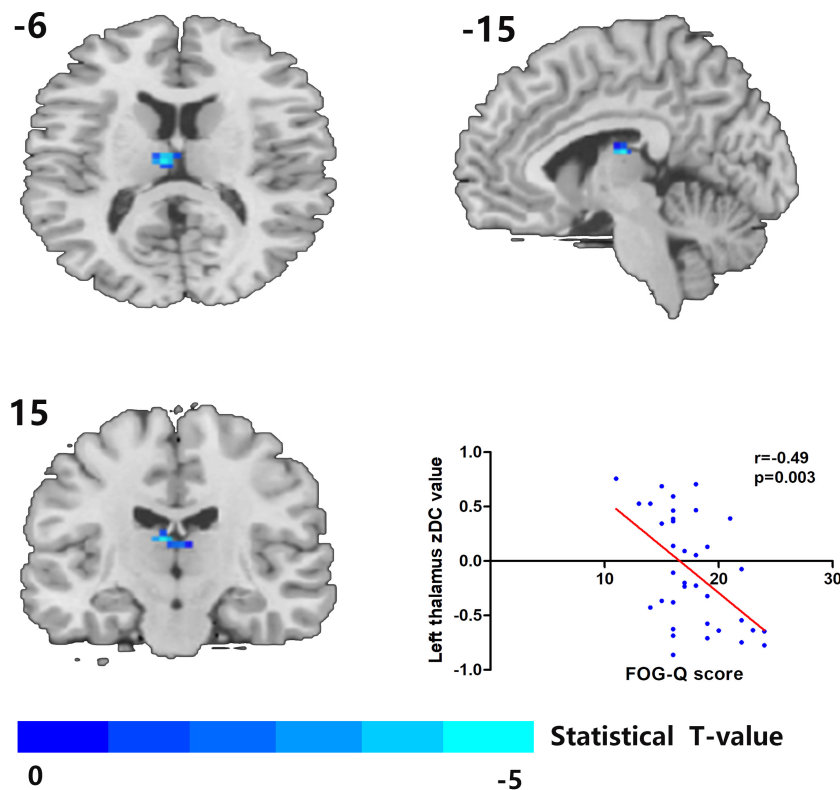 -6
-15
15
r=-0.49
p=0.003
Left thalamus zDC value
1.0
0.5
0.0
-0.5
-1.0
10
20
30
FOG-Q score
Statistical T-value
0
-5